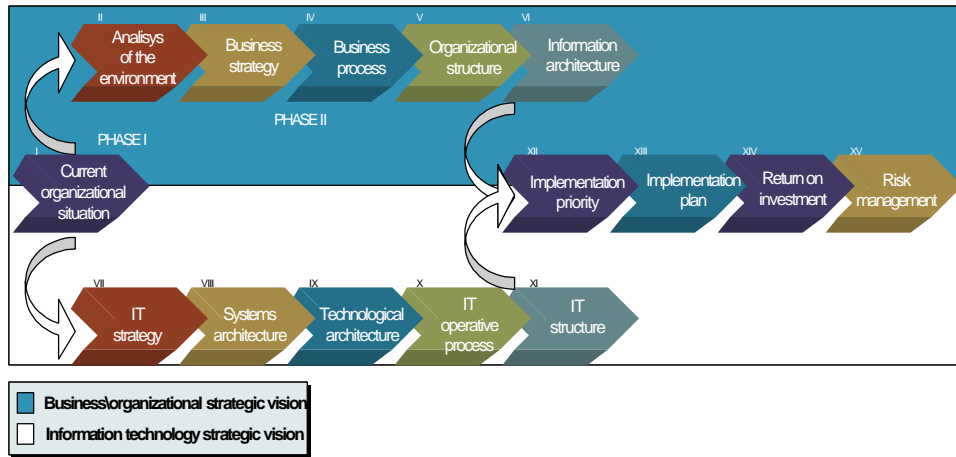 II
Analisys
of the
environment
III
Business
strategy
IV
Business
process
V
Organizational
structure
VI
Information
architecture
PHASE I
PHASE II
I
Current
organizational
situation
XII
Implementation
priority
XIII
Implementation
plan
XIV
Return on
investment
XV
Risk
management
VII
IT
strategy
VIII
Systems
architecture
IX
Technological
architecture
X
IT
operative
process
XI
IT
structure
Business\organizational strategic vision
Information technology strategic vision